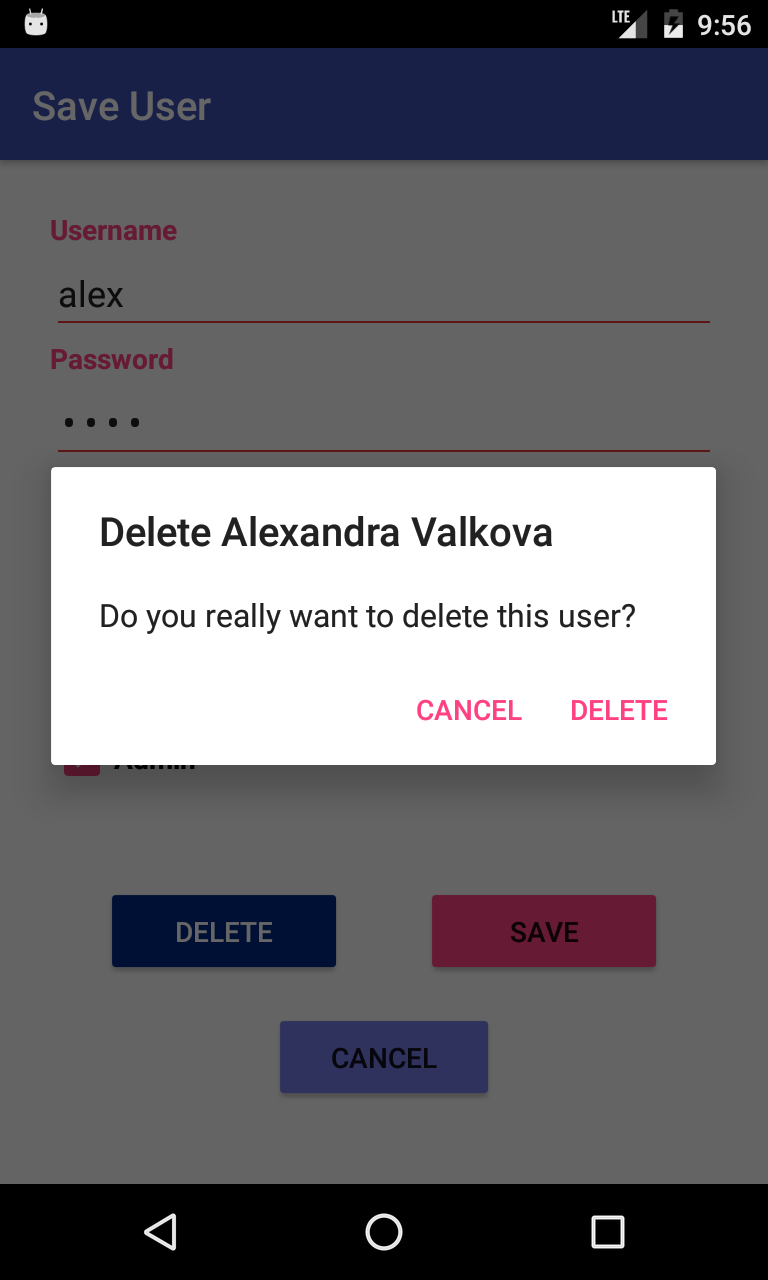 LTE 9:56
Save User
Username
alex
Password
••••
Delete Alexandra Valkova
Do you really want to delete this user?
CANCEL DELETE
Admin
DELETE SAVE
CANCEL